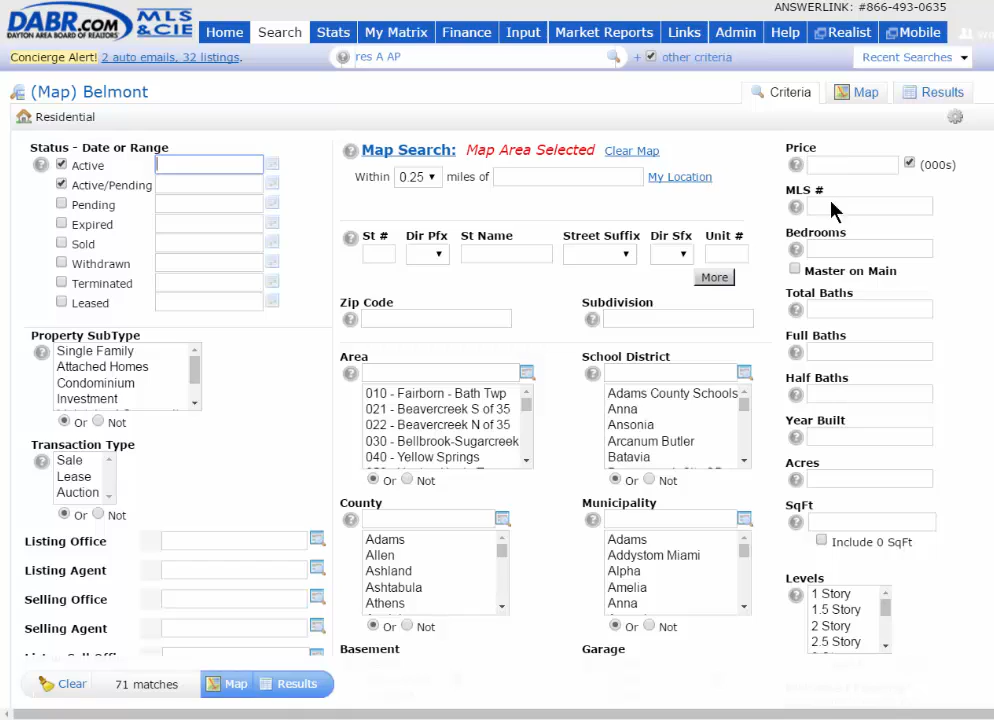 ANSWERLINK: #866-493-0635
DABR.COM MLS & CIE
DAYTON AREA BOARD OF REALTORS
Home Search Stats My Matrix Finance Input Market Reports Links Admin Help Realist Mobile
Concierge Alert! 2 auto emails, 32 listings. res A AP + other criteria Recent Searches
(Map) Belmont Criteria Map Results
Residential
Status - Date or Range
Active
Active/Pending
Pending
Expired
Sold
Withdrawn
Terminated
Leased
Property SubType
Single Family
Attached Homes
Condominium
Investment
Or Not
Transaction Type
Sale
Lease
Auction
Or Not
Listing Office
Listing Agent
Selling Office
Selling Agent
Map Search: Map Area Selected Clear Map
Within 0.25 miles of My Location
St # Dir Pfx St Name Street Suffix Dir Sfx Unit #
More
Zip Code
Subdivision
Area
010 - Fairborn - Bath Twp
021 - Beavercreek S of 35
022 - Beavercreek N of 35
030 - Bellbrook-Sugarcreek
040 - Yellow Springs
Or Not
School District
Adams County Schools
Anna
Ansonia
Arcanum Butler
Batavia
Or Not
County
Adams
Allen
Ashland
Ashtabula
Athens
Or Not
Municipality
Adams
Addystom Miami
Alpha
Amelia
Anna
Or Not
Basement
Garage
Price
(000s)
MLS #
Bedrooms
Master on Main
Total Baths
Full Baths
Half Baths
Year Built
Acres
SqFt
Include 0 SqFt
Levels
1 Story
1.5 Story
2 Story
2.5 Story
Clear 71 matches Map Results